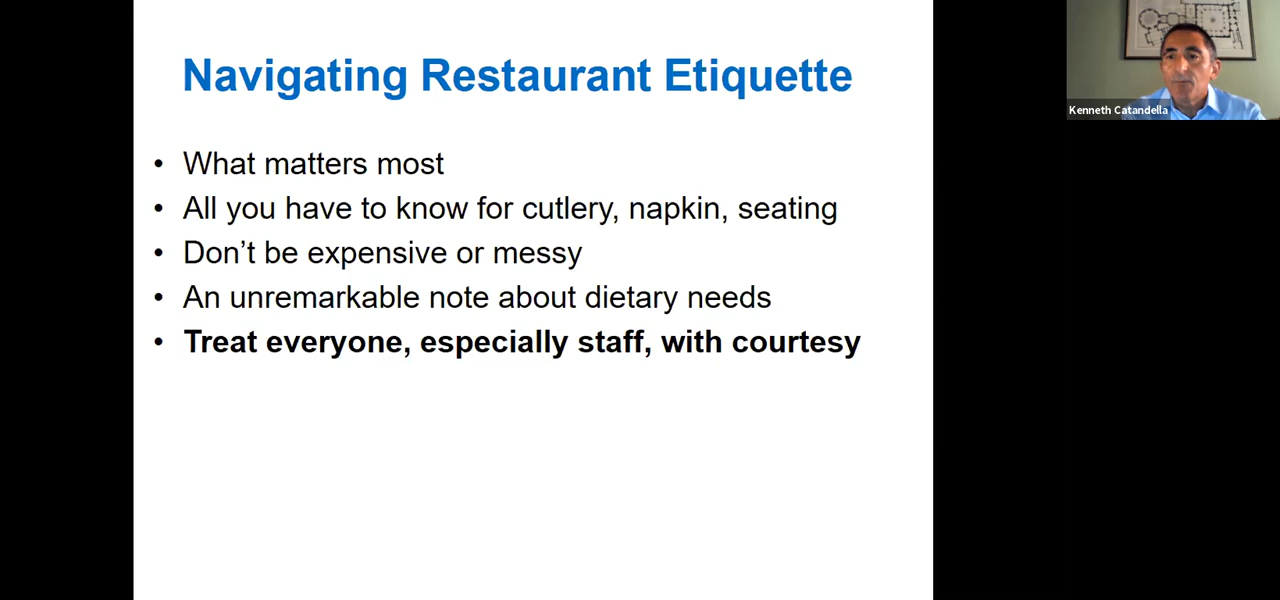 Navigating Restaurant Etiquette
• What matters most
• All you have to know for cutlery, napkin, seating
• Don’t be expensive or messy
• An unremarkable note about dietary needs
• Treat everyone, especially staff, with courtesy
Kenneth Catandella